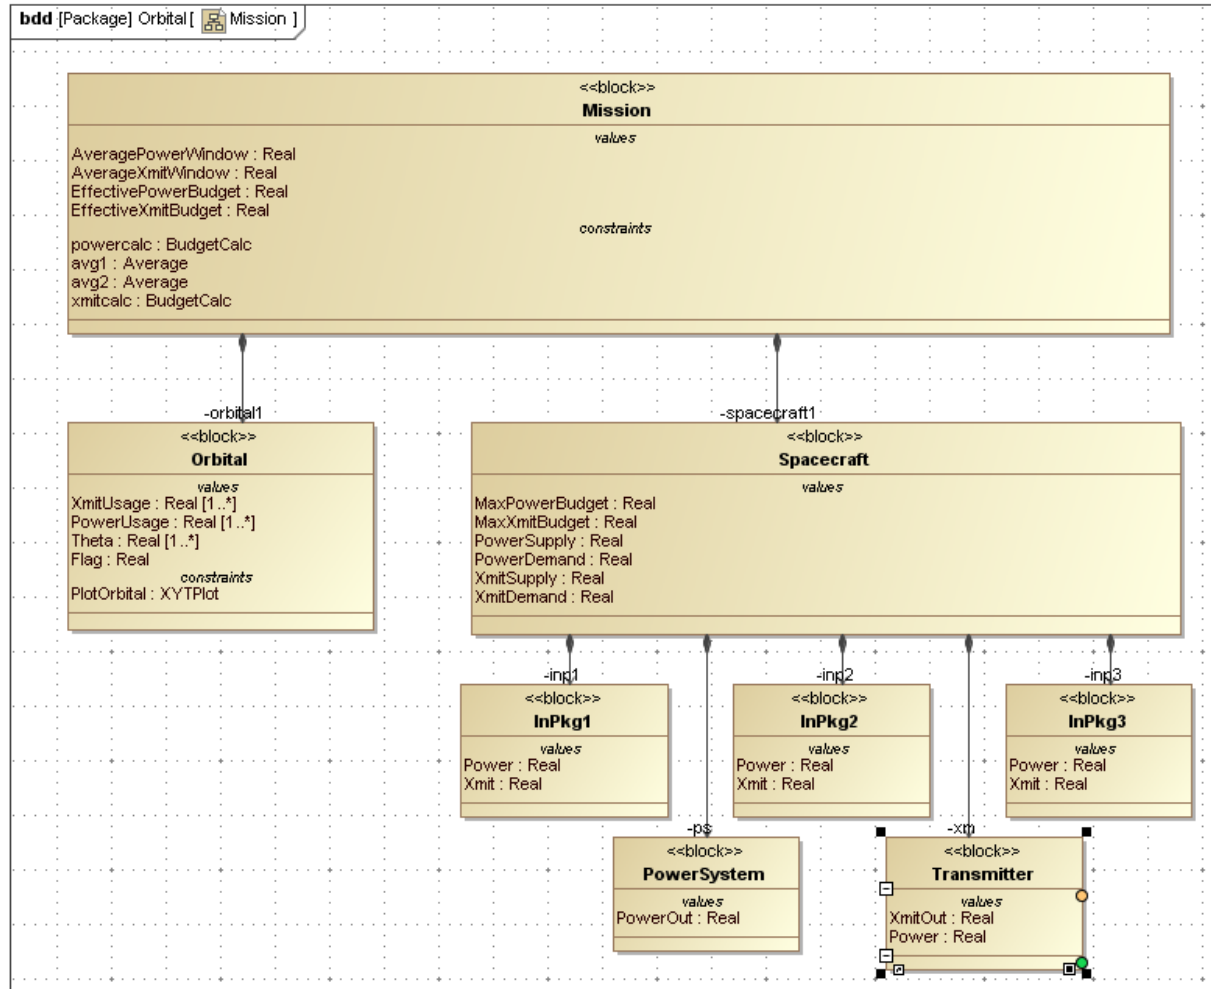 bdd [Package] Orbital [ Mission ]
<<block>>
Mission
values
AveragePowerWindow : Real
AverageXmitWindow : Real
EffectivePowerBudget : Real
EffectiveXmitBudget : Real
constraints
powercalc : BudgetCalc
avg1 : Average
avg2 : Average
xmitcalc : BudgetCalc
-orbital1
<<block>>
Orbital
values
XmitUsage : Real [1..*]
PowerUsage : Real [1..*]
Theta : Real [1..*]
Flag : Real
constraints
PlotOrbital : XYTPlot
-spacecraft1
<<block>>
Spacecraft
values
MaxPowerBudget : Real
MaxXmitBudget : Real
PowerSupply : Real
PowerDemand : Real
XmitSupply : Real
XmitDemand : Real
-inp1
<<block>>
InPkg1
values
Power : Real
Xmit : Real
-inp2
<<block>>
InPkg2
values
Power : Real
Xmit : Real
-inp3
<<block>>
InPkg3
values
Power : Real
Xmit : Real
-ps
<<block>>
PowerSystem
values
PowerOut : Real
-xm
<<block>>
Transmitter
values
XmitOut : Real
Power : Real